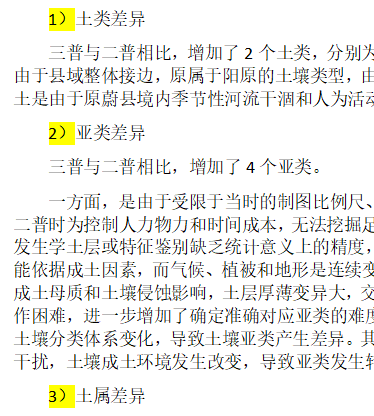 1）土类差异
三普与二普相比，增加了 2 个土类，分别为
由于县域整体接边，原属于阳原的土壤类型，由
土是由于原蔚县境内季节性河流干涸和人为活动
2）亚类差异
三普与二普相比，增加了 4 个亚类。
一方面，是由于受限于当时的制图比例尺、
二普时为控制人力物力和时间成本，无法挖掘足
发生学土层或特征鉴别缺乏统计意义上的精度，
能依据成土因素，而气候、植被和地形是连续变
成土母质和土壤侵蚀影响，土层厚薄变异大，交
作困难，进一步增加了确定准确对应亚类的难度
土壤分类体系变化，导致土壤亚类产生差异。其
干扰，土壤成土环境发生改变，导致亚类发生转
3）土属差异